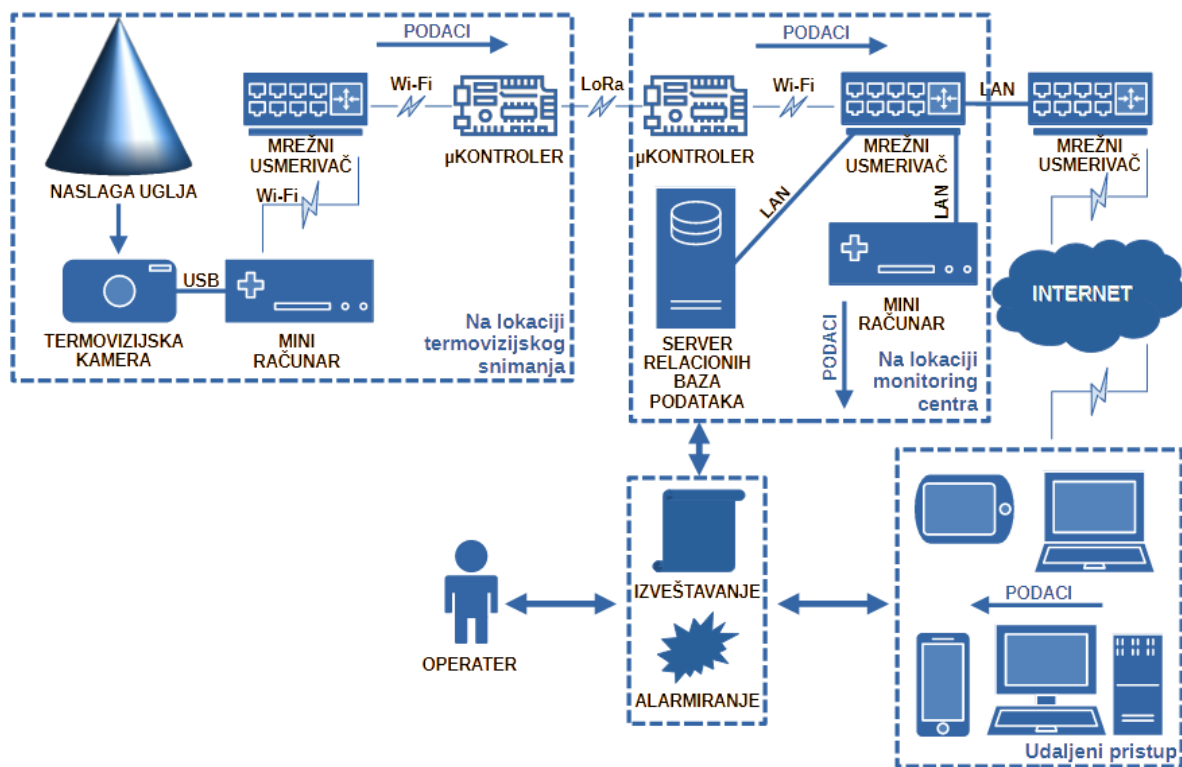 PODACI
Wi-Fi
MREŽNI
USMERIVAČ
µKONTROLER
NASLAGA UGLJA
Wi-Fi
USB
TERMOVIZIJSKA
KAMERA
MINI
RAČUNAR
Na lokaciji
termovizijskog
snimanja
LoRa
PODACI
Wi-Fi
µKONTROLER
MREŽNI
USMERIVAČ
LAN
LAN
SERVER
RELACIONIH
BAZA
PODATAKA
MINI
RAČUNAR
PODACI
Na lokaciji
monitoring
centra
LAN
MREŽNI
USMERIVAČ
INTERNET
IZVEŠTAVANJE
ALARMIRANJE
OPERATER
PODACI
Udaljeni pristup